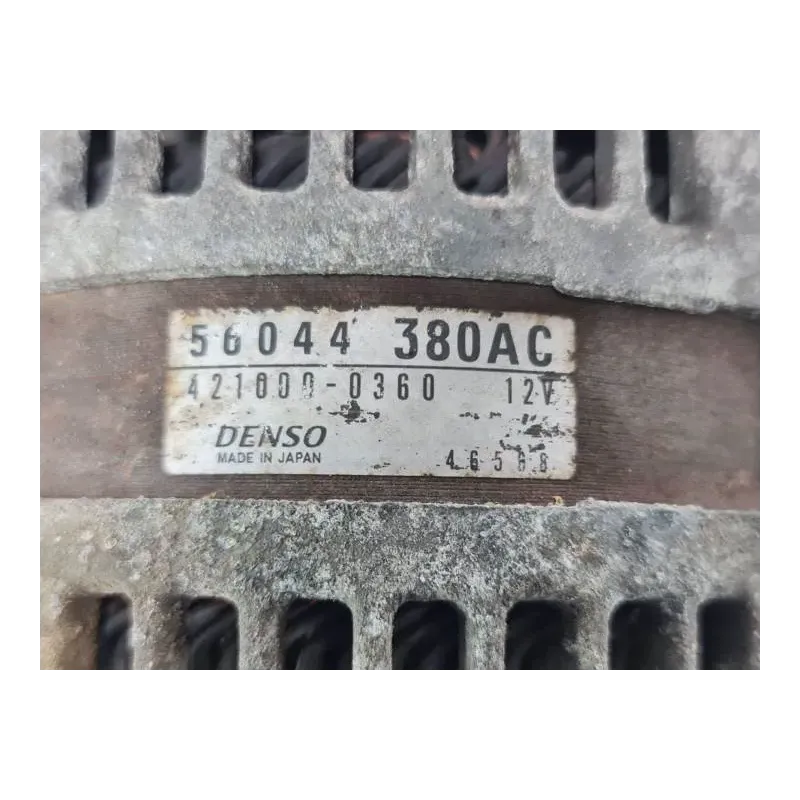 56044 380AC
421000-0360 12V
DENSO
MADE IN JAPAN 46568